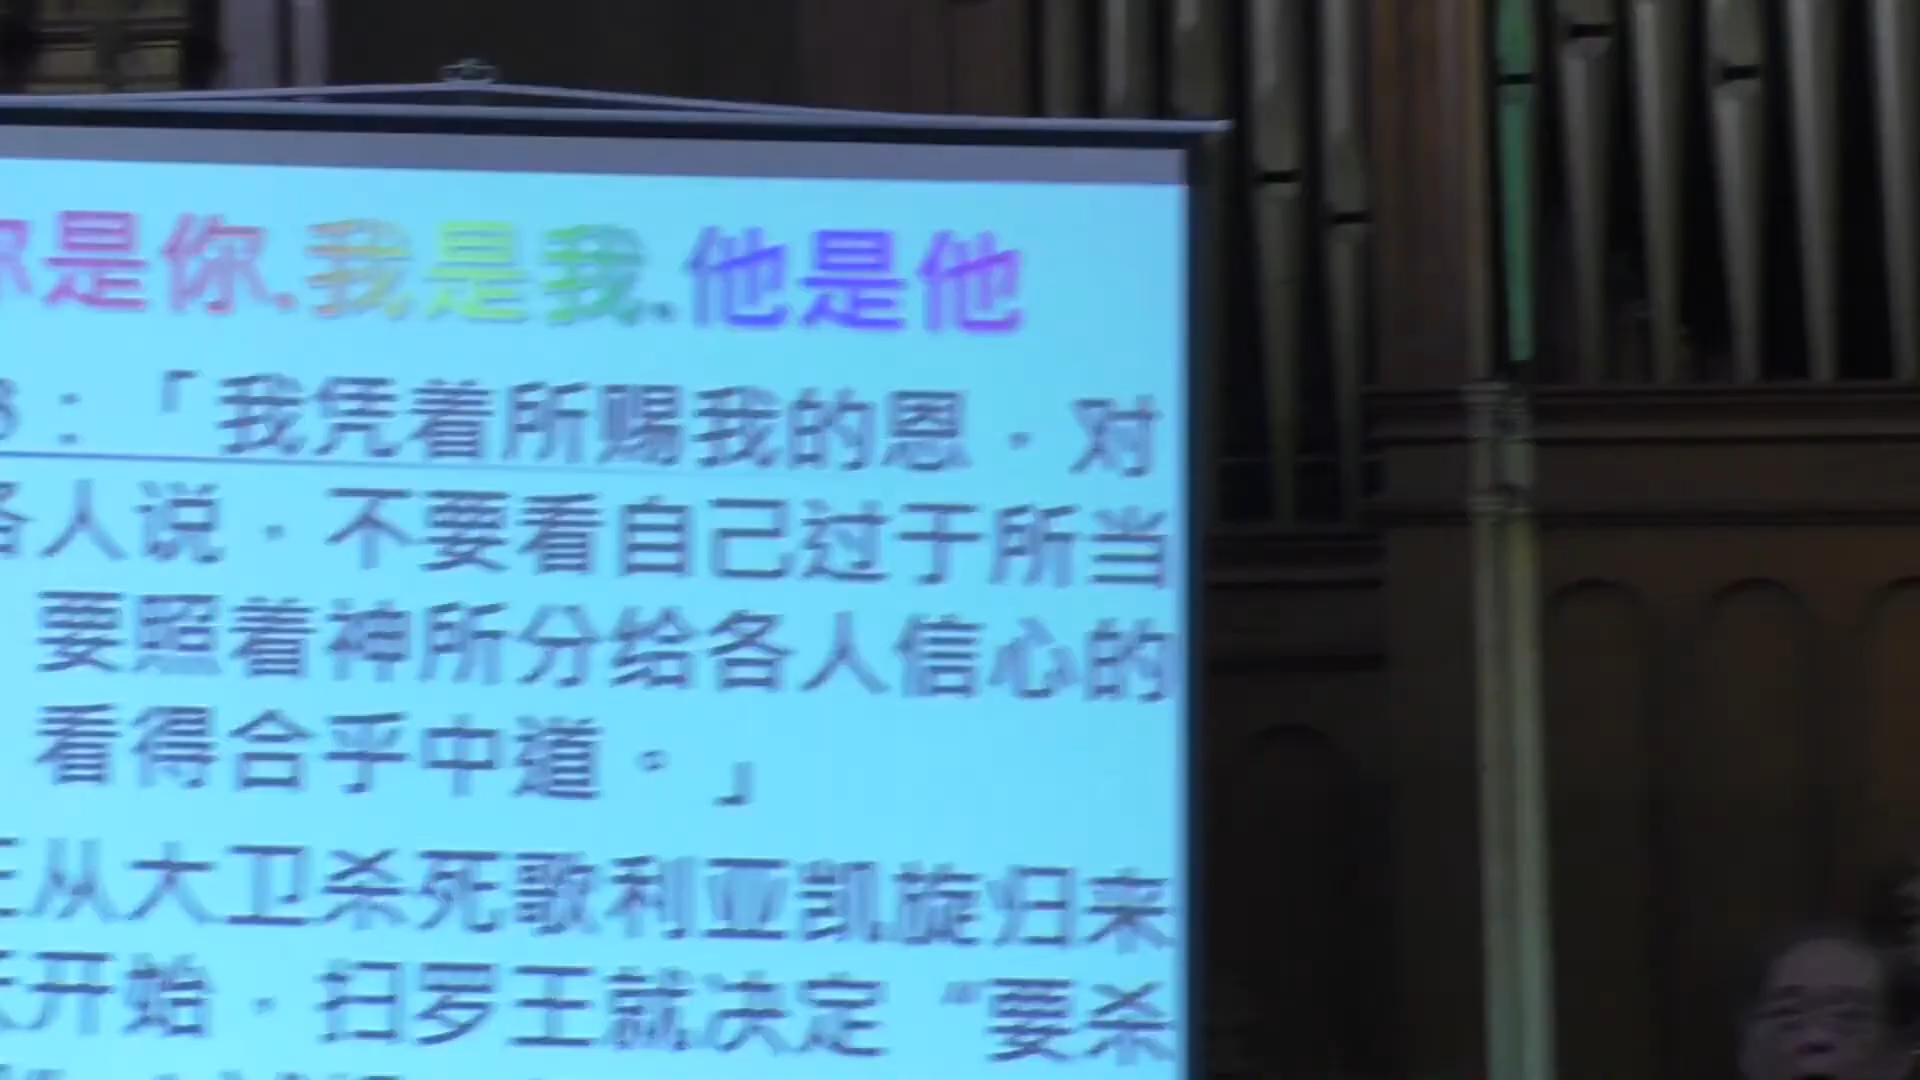 你是你.我是我.他是他
：「我凭着所赐我的恩，对
各人说，不要看自己过于所当
要照着神所分给各人信心的
看得合乎中道。」
从大卫杀死歌利亚凯旋归来
开始，扫罗王就决定“要杀